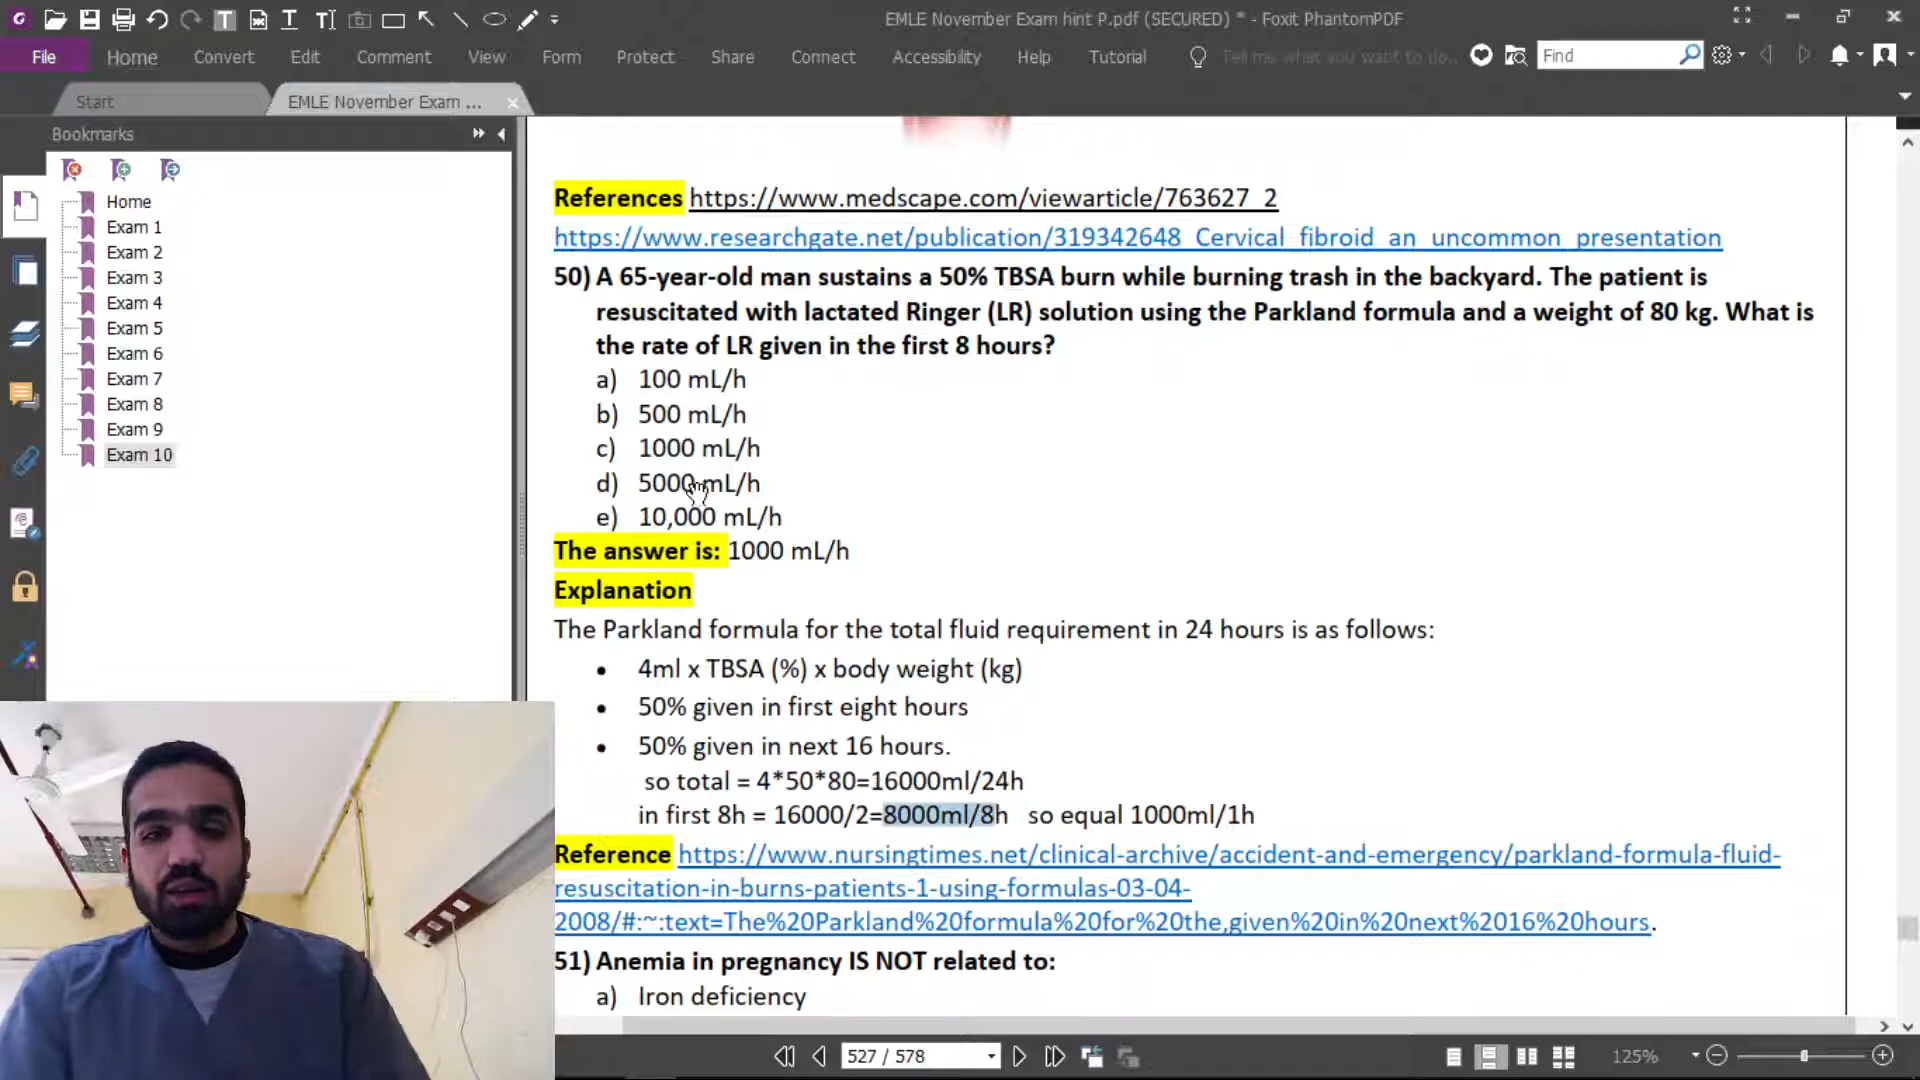 EMLE November Exam hint P.pdf (SECURED) * - Foxit PhantomPDF
File Home Convert Edit Comment View Form Protect Share Connect Accessibility Help Tutorial Tell me what you want to do.. Find
Start EMLE November Exam ...
Bookmarks
Home
Exam 1
Exam 2
Exam 3
Exam 4
Exam 5
Exam 6
Exam 7
Exam 8
Exam 9
Exam 10
References https://www.medscape.com/viewarticle/763627_2
https://www.researchgate.net/publication/319342648_Cervical_fibroid_an_uncommon_presentation
50) A 65-year-old man sustains a 50% TBSA burn while burning trash in the backyard. The patient is
resuscitated with lactated Ringer (LR) solution using the Parkland formula and a weight of 80 kg. What is
the rate of LR given in the first 8 hours?
a) 100 mL/h
b) 500 mL/h
c) 1000 mL/h
d) 5000 mL/h
e) 10,000 mL/h
The answer is: 1000 mL/h
Explanation
The Parkland formula for the total fluid requirement in 24 hours is as follows:
• 4ml x TBSA (%) x body weight (kg)
• 50% given in first eight hours
• 50% given in next 16 hours.
so total = 4*50*80=16000ml/24h
in first 8h = 16000/2=8000ml/8h so equal 1000ml/1h
Reference https://www.nursingtimes.net/clinical-archive/accident-and-emergency/parkland-formula-fluid-
resuscitation-in-burns-patients-1-using-formulas-03-04-
2008/#:~:text=The%20Parkland%20formula%20for%20the,given%20in%20next%2016%20hours.
51) Anemia in pregnancy IS NOT related to:
a) Iron deficiency
527 / 578
125%